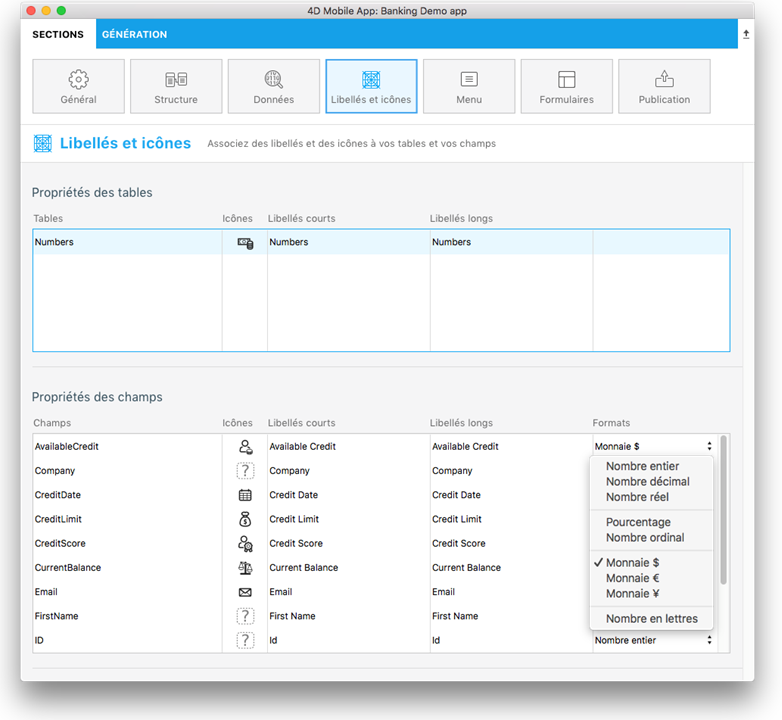 4D Mobile App: Banking Demo app
SECTIONS GÉNÉRATION
Général Structure Données Libellés et icônes Menu Formulaires Publication
Libellés et icônes Associez des libellés et des icônes à vos tables et vos champs
Propriétés des tables
Tables Icônes Libellés courts Libellés longs
Numbers Numbers Numbers
Propriétés des champs
Champs Icônes Libellés courts Libellés longs Formats
AvailableCredit Available Credit Available Credit Monnaie $
Company ? Company Company
CreditDate Credit Date Credit Date
CreditLimit $ Credit Limit Credit Limit
CreditScore Credit Score Credit Score
CurrentBalance Current Balance Current Balance
Email Email Email
FirstName ? First Name First Name
ID ? Id Id Nombre entier
Nombre entier
Nombre décimal
Nombre réel
Pourcentage
Nombre ordinal
✓ Monnaie $
Monnaie €
Monnaie ¥
Nombre en lettres